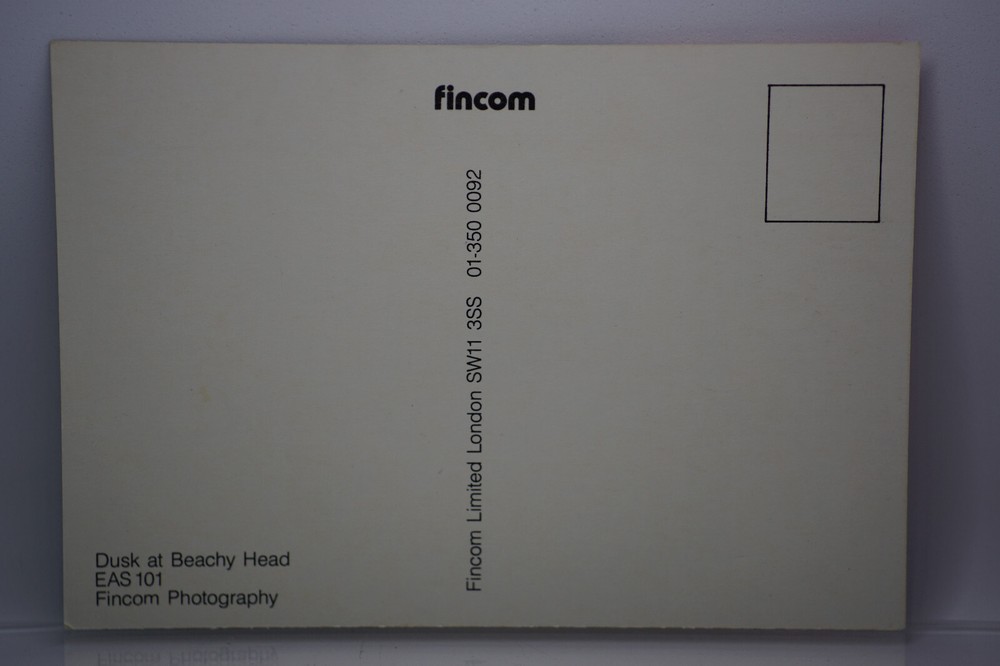 fincom
Fincom Limited London SW11 3SS 01-350 0092
Dusk at Beachy Head
EAS 101
Fincom Photography